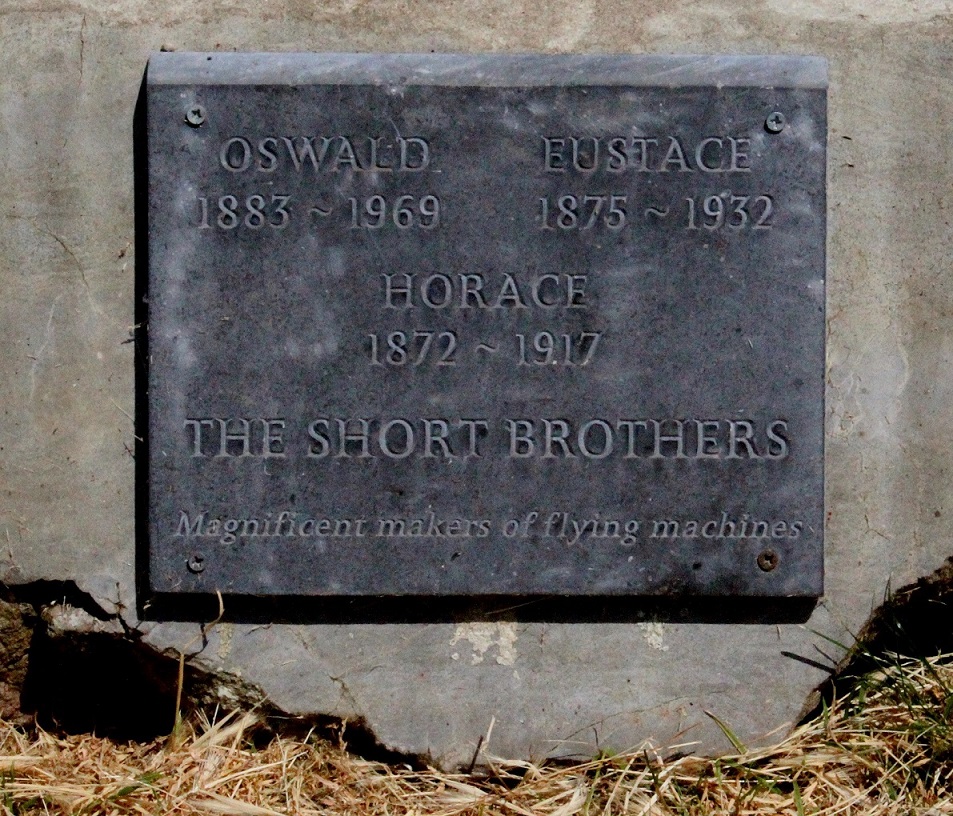 OSWALD EUSTACE
1883 ~ 1969 1875 ~ 1932
HORACE
1872 ~ 1917
THE SHORT BROTHERS
Magnificent makers of flying machines